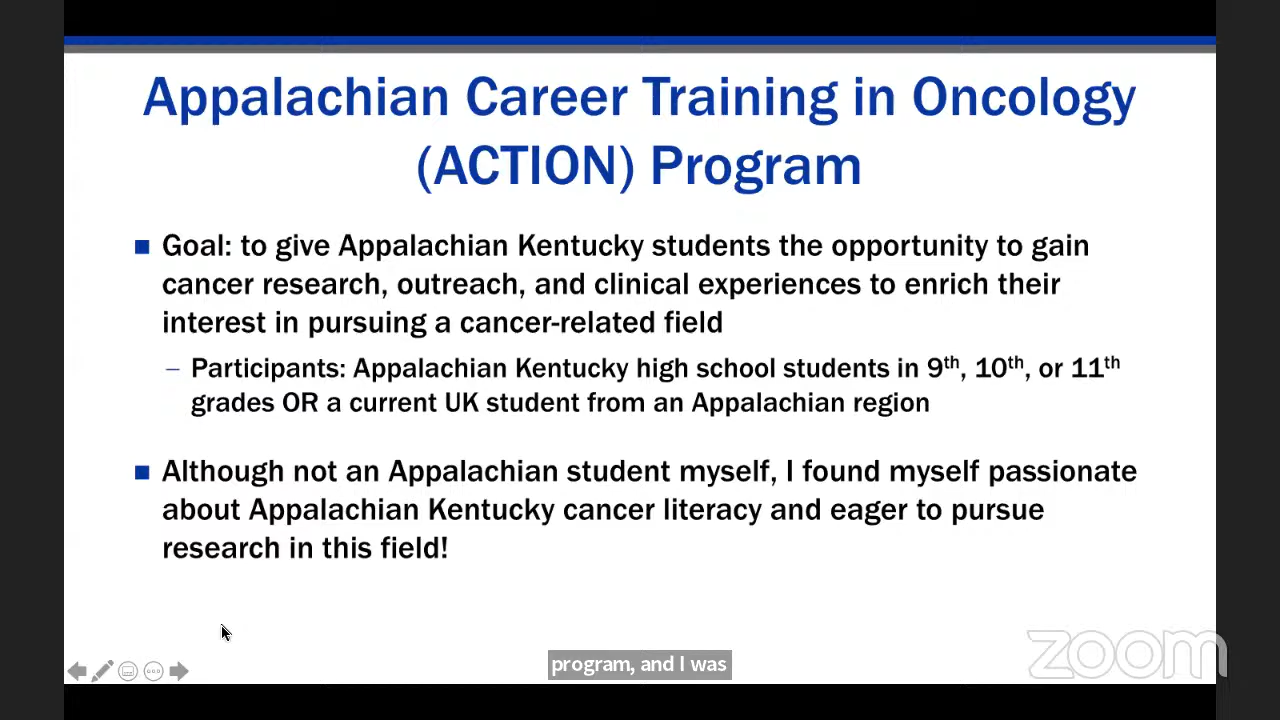 Appalachian Career Training in Oncology
(ACTION) Program
Goal: to give Appalachian Kentucky students the opportunity to gain
cancer research, outreach, and clinical experiences to enrich their
interest in pursuing a cancer-related field
– Participants: Appalachian Kentucky high school students in 9th, 10th, or 11th
grades OR a current UK student from an Appalachian region
Although not an Appalachian student myself, I found myself passionate
about Appalachian Kentucky cancer literacy and eager to pursue
research in this field!
program, and I was
zoom